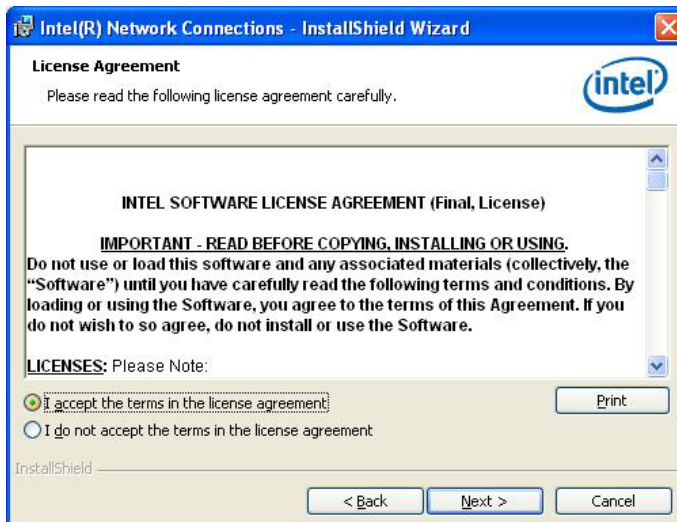 Intel(R) Network Connections - InstallShield Wizard
License Agreement
Please read the following license agreement carefully.
intel
INTEL SOFTWARE LICENSE AGREEMENT (Final, License)
IMPORTANT - READ BEFORE COPYING, INSTALLING OR USING.
Do not use or load this software and any associated materials (collectively, the
“Software”) until you have carefully read the following terms and conditions. By
loading or using the Software, you agree to the terms of this Agreement. If you
do not wish to so agree, do not install or use the Software.
LICENSES: Please Note:
I accept the terms in the license agreement
Print
I do not accept the terms in the license agreement
InstallShield
< Back
Next >
Cancel